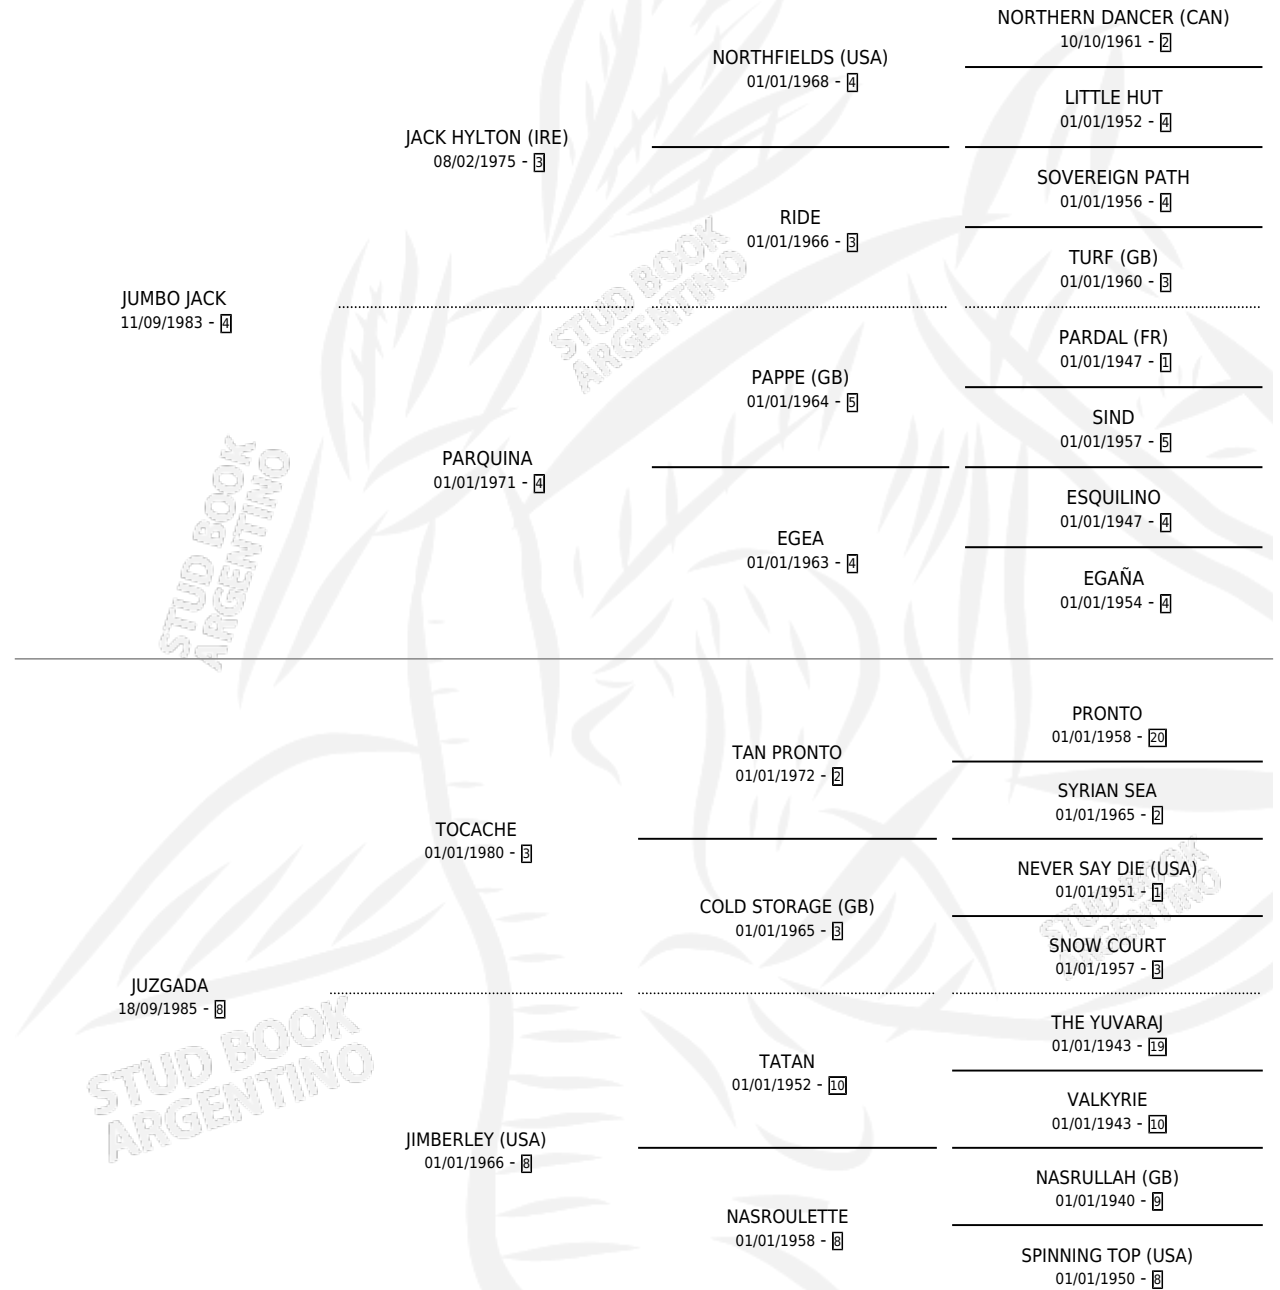 NORTHERN DANCER (CAN)
10/10/1961 - 2
NORTHFIELDS (USA)
01/01/1968 - 4
LITTLE HUT
01/01/1952 - 4
JACK HYLTON (IRE)
08/02/1975 - 3
SOVEREIGN PATH
01/01/1956 - 4
RIDE
01/01/1966 - 3
TURF (GB)
01/01/1960 - 3
JUMBO JACK
11/09/1983 - 4
PARDAL (FR)
01/01/1947 - 1
PAPPE (GB)
01/01/1964 - 5
SIND
01/01/1957 - 5
PARQUINA
01/01/1971 - 4
ESQUILINO
01/01/1947 - 4
EGEA
01/01/1963 - 4
EGAÑA
01/01/1954 - 4
PRONTO
01/01/1958 - 20
TAN PRONTO
01/01/1972 - 2
SYRIAN SEA
01/01/1965 - 2
TOCACHE
01/01/1980 - 3
NEVER SAY DIE (USA)
01/01/1951 - 1
COLD STORAGE (GB)
01/01/1965 - 3
SNOW COURT
01/01/1957 - 3
JUZGADA
18/09/1985 - 8
THE YUVARAJ
01/01/1943 - 19
TATAN
01/01/1952 - 10
VALKYRIE
01/01/1943 - 10
JIMBERLEY (USA)
01/01/1966 - 8
NASRULLAH (GB)
01/01/1940 - 9
NASROULETTE
01/01/1958 - 8
SPINNING TOP (USA)
01/01/1950 - 8
STUD BOOK
ARGENTINO
STUD BOOK
ARGENTINO
STUD BOOK
ARGENTINO
STUD BOOK
ARGENTINO